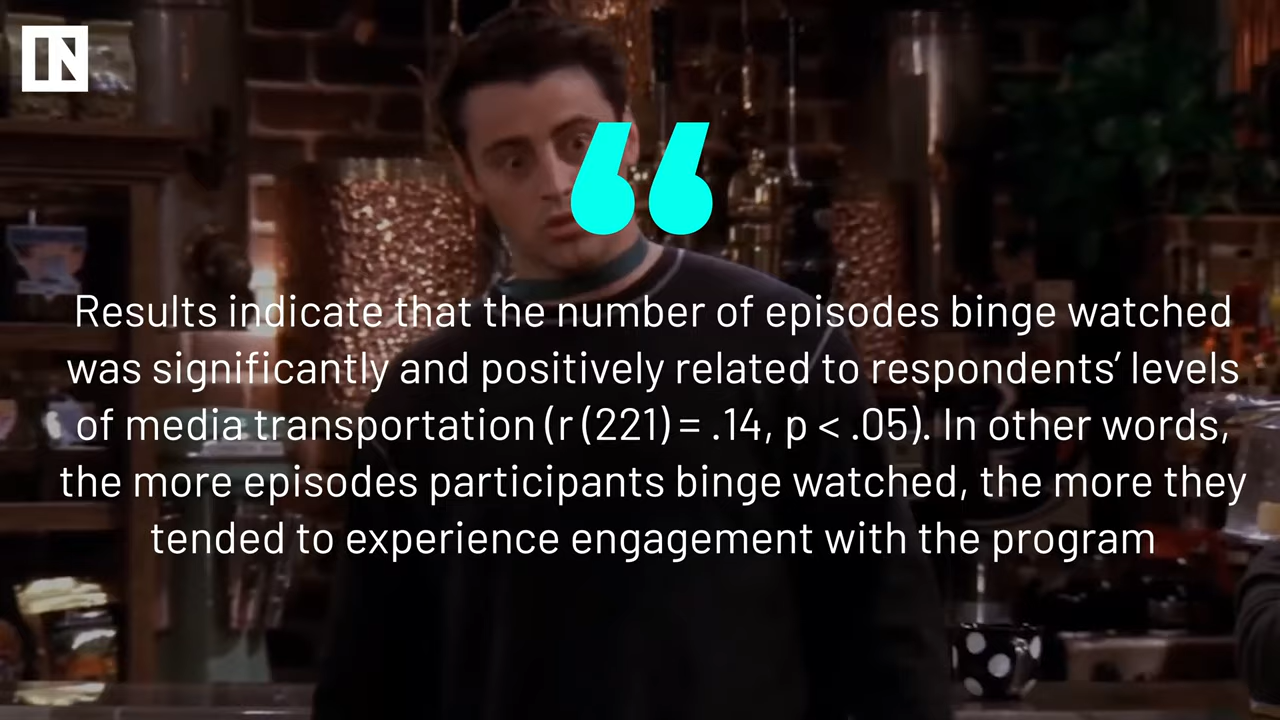 IN
“
Results indicate that the number of episodes binge watched
was significantly and positively related to respondents’ levels
of media transportation (r (221) = .14, p < .05). In other words,
the more episodes participants binge watched, the more they
tended to experience engagement with the program